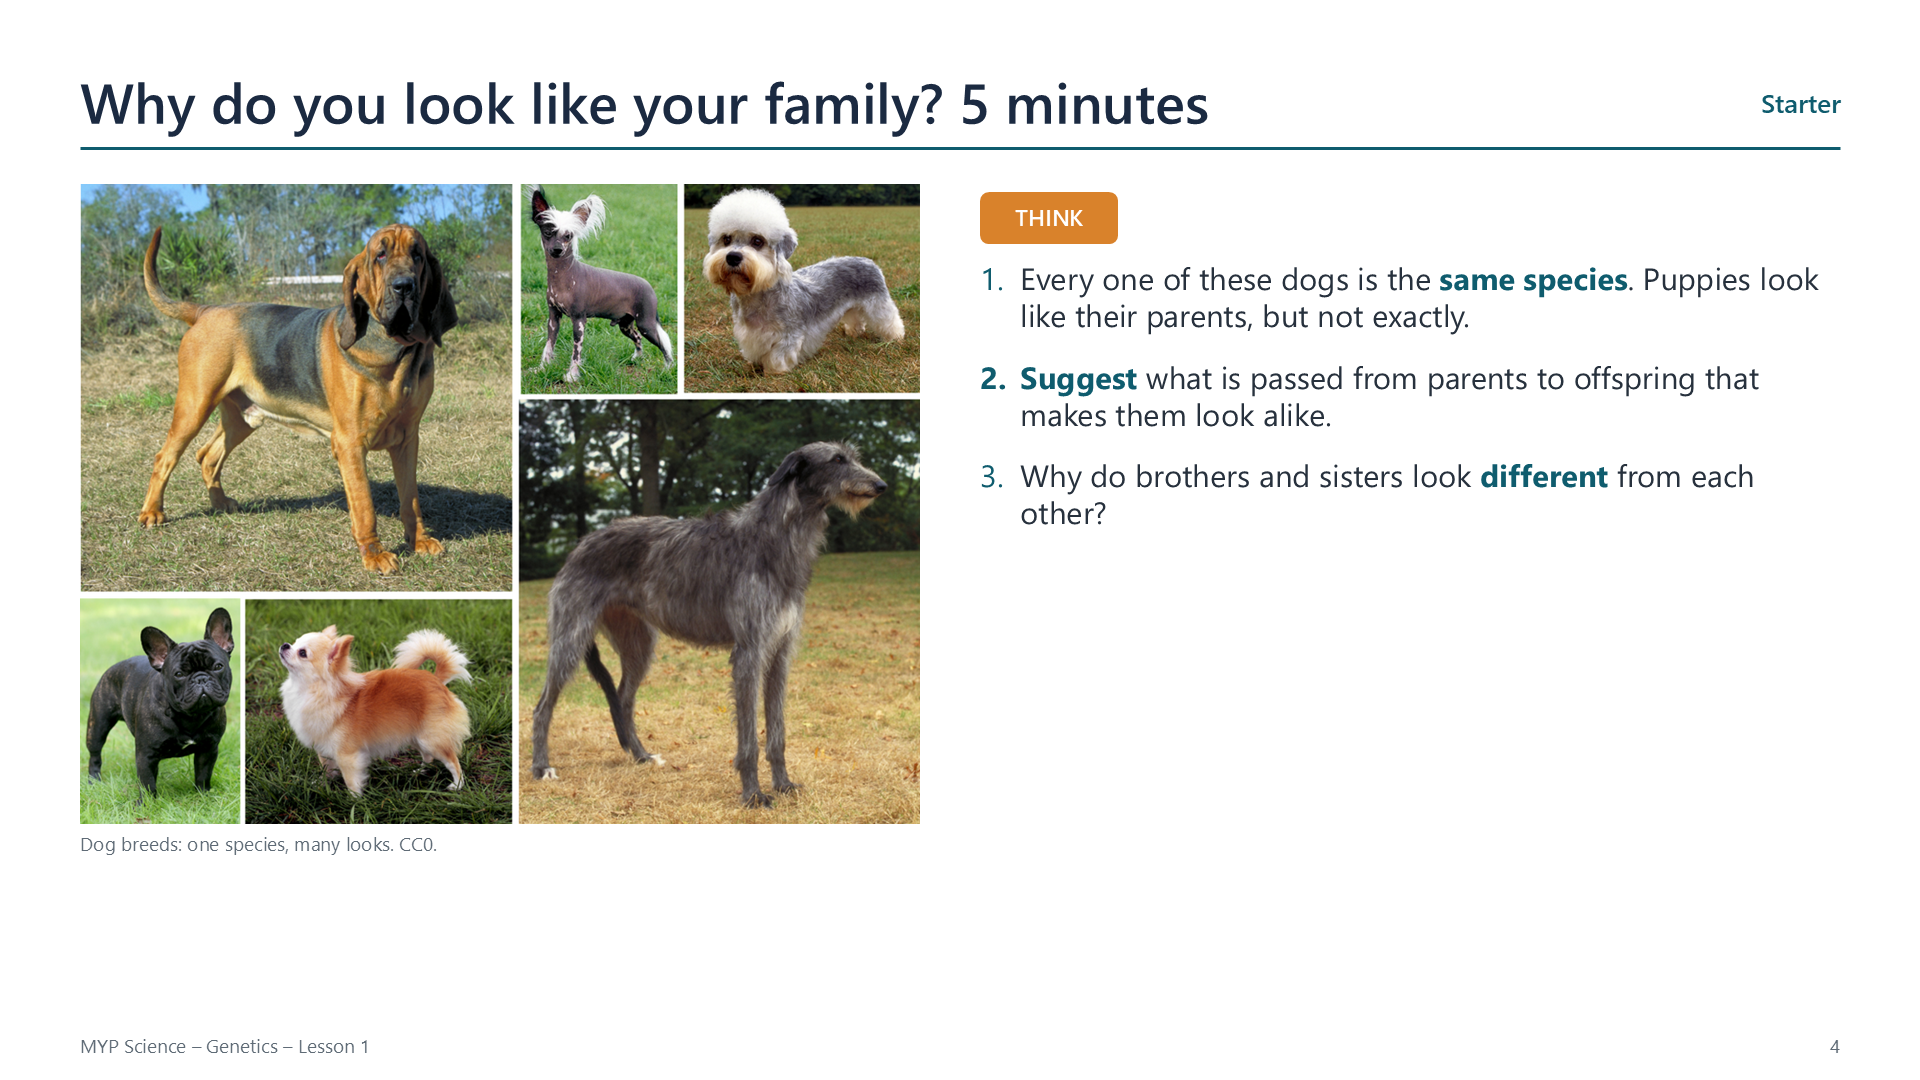 Why do you look like your family? 5 minutes
Starter
THINK
1. Every one of these dogs is the same species. Puppies look
like their parents, but not exactly.
2. Suggest what is passed from parents to offspring that
makes them look alike.
3. Why do brothers and sisters look different from each
other?
Dog breeds: one species, many looks. CC0.
MYP Science – Genetics – Lesson 1
4